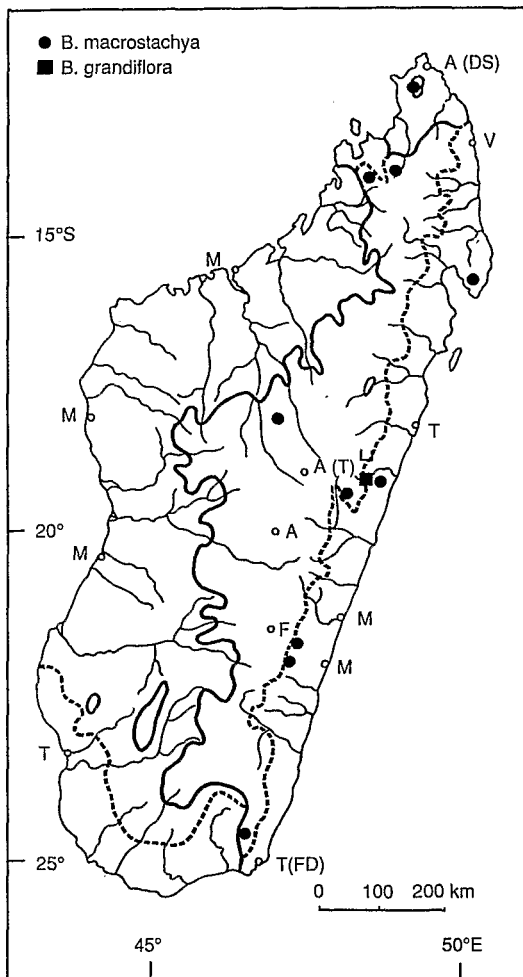 ● B. macrostachya
■ B. grandiflora
A (DS)
V
15°S
M
M
T
A (T)
L
20°
A
M
F
M
M
T
25°
T(FD)
0 100 200 km
45° 50°E